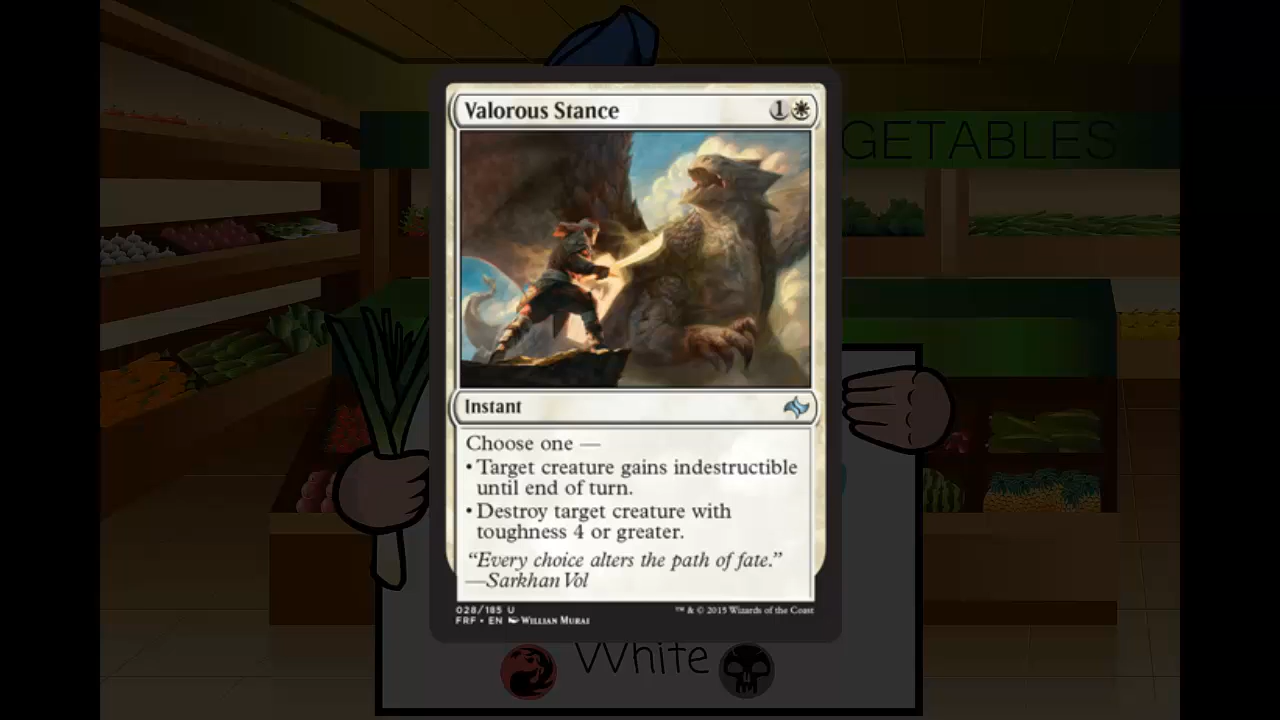 Valorous Stance
1
GETABLES
Instant
Choose one —
• Target creature gains indestructible
until end of turn.
• Destroy target creature with
toughness 4 or greater.
“Every choice alters the path of fate.”
—Sarkhan Vol
028/185 U
FRF • EN Willian Murai
™ & © 2015 Wizards of the Coast
White